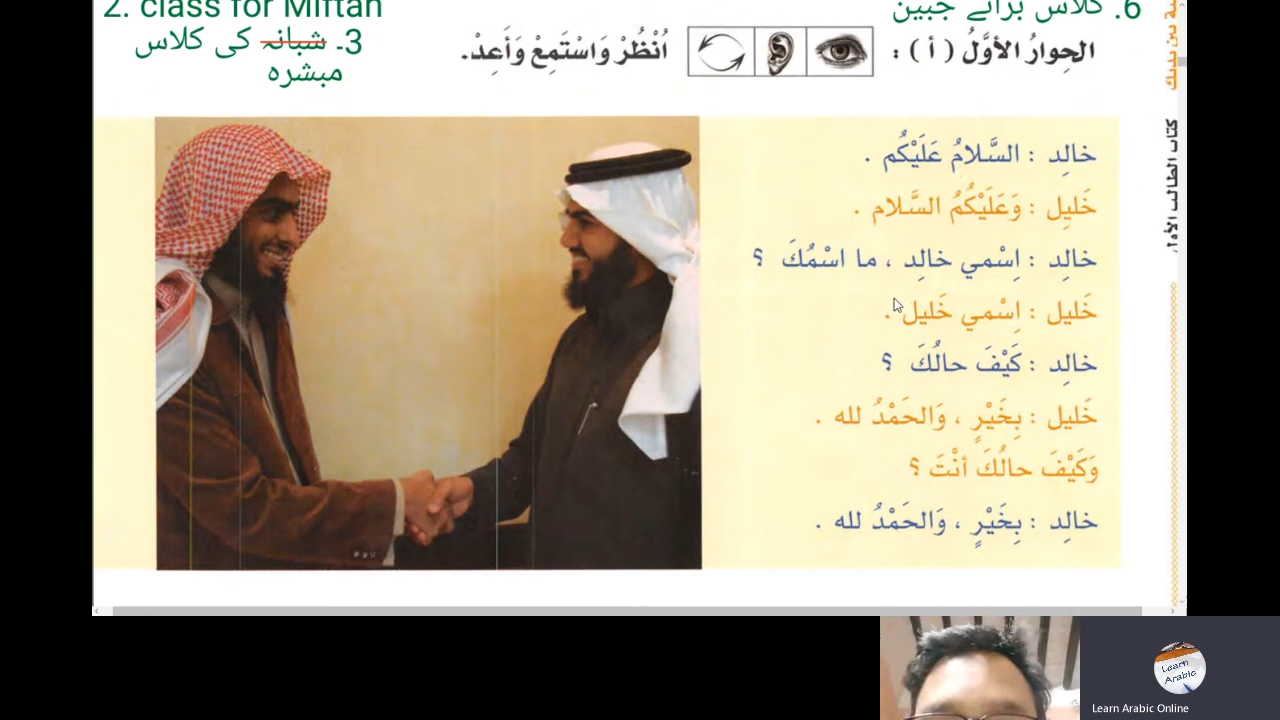 2. class for Miftah
6. کلاس برائے جبین
3۔ شبانہ کی کلاس
مبشرہ
الحِوارُ الأوَّلُ ( أ ) :
اُنْظُرْ وَاسْتَمِعْ وَأَعِدْ.
خالِد : السَّلامُ عَلَيْكُم .
خَليل : وَعَلَيْكُمُ السَّلام .
خالِد : اِسْمي خالِد ، ما اسْمُكَ ؟
خَليل : اِسْمي خَليل .
خالِد : كَيْفَ حالُكَ ؟
خَليل : بِخَيْرٍ ، وَالحَمْدُ لله .
وَكَيْفَ حالُكَ أنْتَ ؟
خالِد : بِخَيْرٍ ، وَالحَمْدُ لله .
بين يديك
كتاب الطالب
Learn
Arabic
Learn Arabic Online